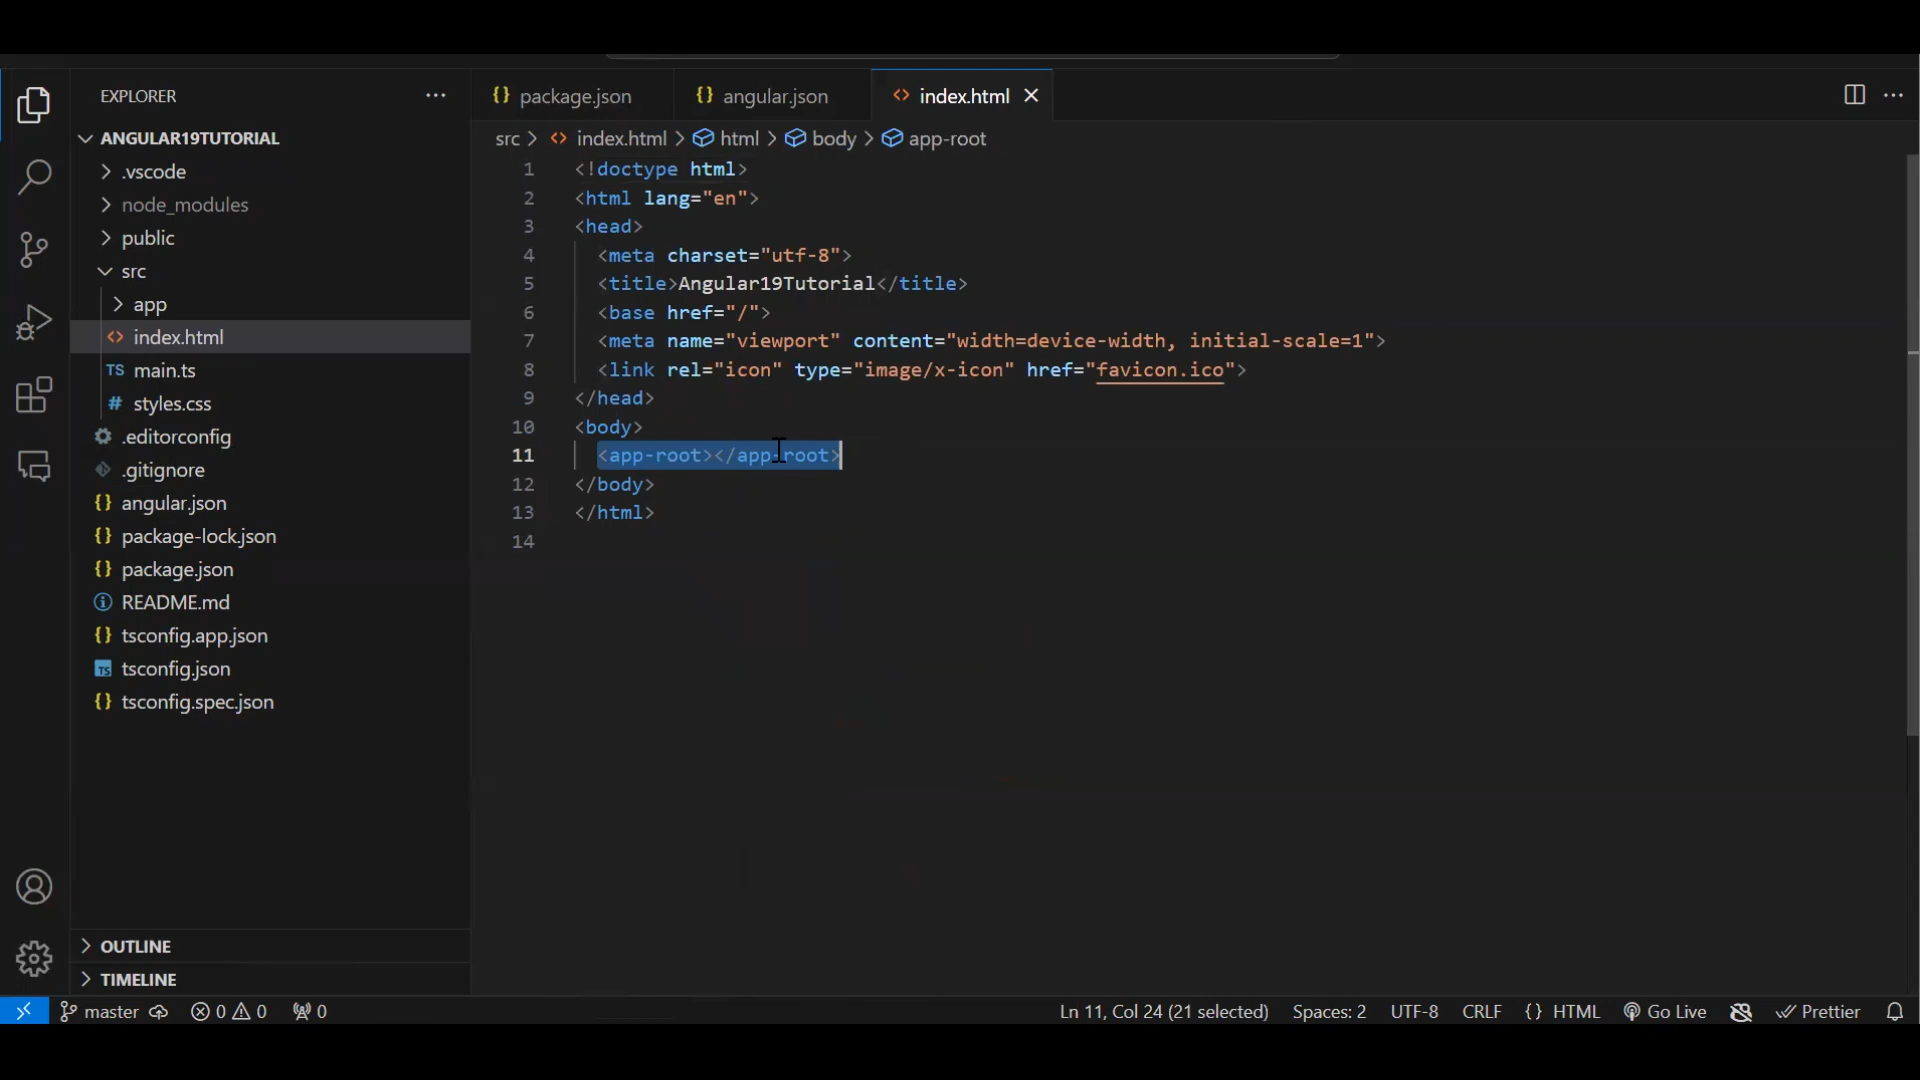 EXPLORER
ANGULAR19TUTORIAL
.vscode
node_modules
public
src
app
index.html
main.ts
styles.css
.editorconfig
.gitignore
angular.json
package-lock.json
package.json
README.md
tsconfig.app.json
tsconfig.json
tsconfig.spec.json
OUTLINE
TIMELINE
package.json angular.json index.html
src > index.html > html > body > app-root
1 <!doctype html>
2 <html lang="en">
3 <head>
4 <meta charset="utf-8">
5 <title>Angular19Tutorial</title>
6 <base href="/">
7 <meta name="viewport" content="width=device-width, initial-scale=1">
8 <link rel="icon" type="image/x-icon" href="favicon.ico">
9 </head>
10 <body>
11 <app-root></app-root>
12 </body>
13 </html>
14
master 0 0 0 Ln 11, Col 24 (21 selected) Spaces: 2 UTF-8 CRLF {} HTML Go Live Prettier